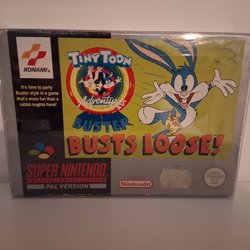 KONAMI
It's time to party
Buster style in a game
that's more fun than a
rabbit oughta have!
TINY TOON
Adventures
BUSTER
BUSTS LOOSE!
SUPER NINTENDO
ENTERTAINMENT SYSTEM
PAL VERSION
Nintendo